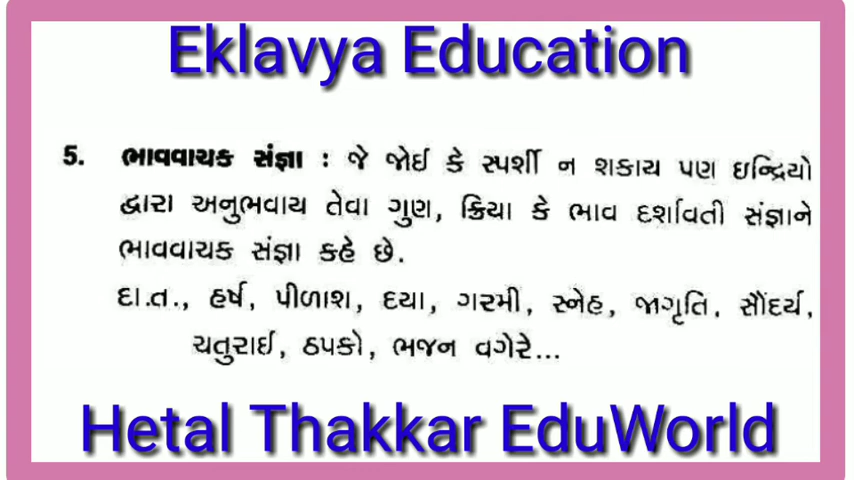 Eklavya Education
5. ભાવવાચક સંજ્ઞા : જે જોઈ કે સ્પર્શી ન શકાય પણ ઇન્દ્રિયો
દ્વારા અનુભવાય તેવા ગુણ, ક્રિયા કે ભાવ દર્શાવતી સંજ્ઞાને
ભાવવાચક સંજ્ઞા કહે છે.
દા.ત., હર્ષ, પીળાશ, દયા, ગરમી, સ્નેહ, જાગૃતિ, સૌંદર્ય,
ચતુરાઈ, ઠપકો, ભજન વગેરે...
Hetal Thakkar EduWorld